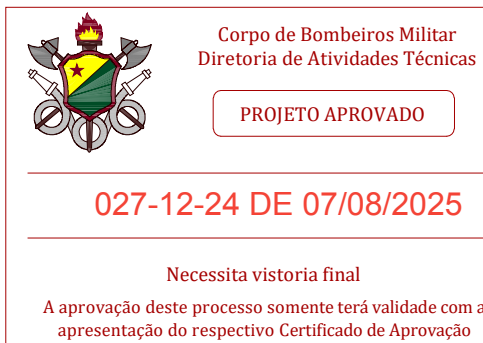 Corpo de Bombeiros Militar
Diretoria de Atividades Técnicas
PROJETO APROVADO
027-12-24 DE 07/08/2025
Necessita vistoria final
A aprovação deste processo somente terá validade com a
apresentação do respectivo Certificado de Aprovação